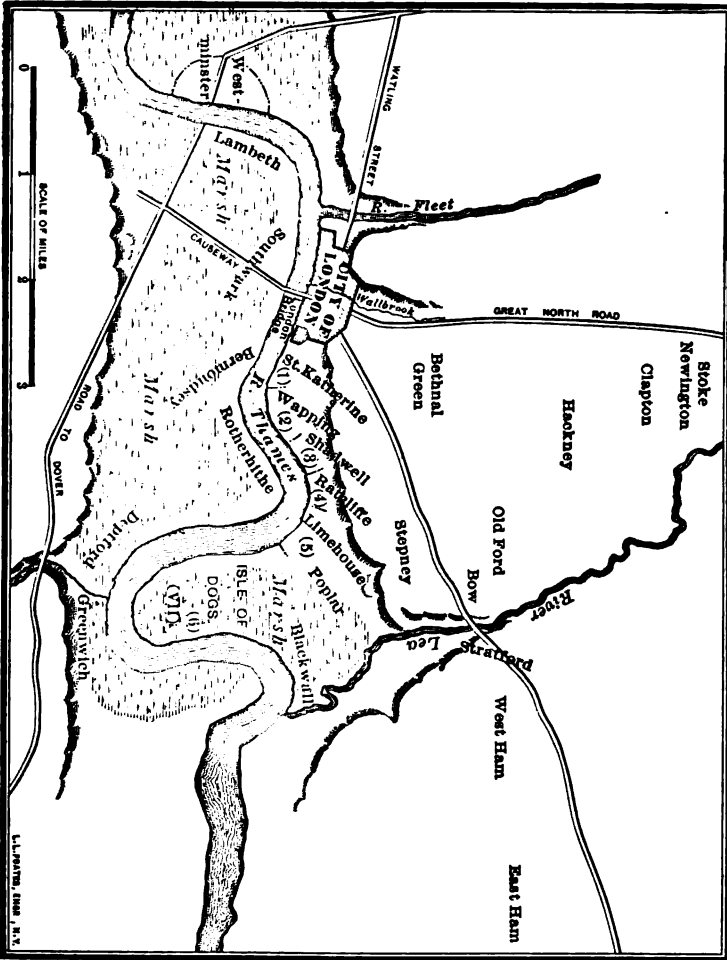 Stoke
Newington
Clapton
Hackney
GREAT NORTH ROAD
WATLING STREET
R. Fleet
Wallbrook
CITY OF
LONDON
London
Bridge
Bethnal
Green
Old Ford
Bow
Stepney
River Lea
Stratford
West Ham
East Ham
St. Katherine
(1)
Wapping
(2)
Shadwell
(3)
Ratcliffe
(4)
Limehouse
(5)
Poplar
Blackwall
Marsh
ISLE OF
DOGS
R. Thames
West-
minster
Lambeth
Marsh
CAUSEWAY
Southwark
Bermondsey
Rotherhithe
Marsh
Deptford
Greenwich
ROAD TO DOVER
0 1 2 3
SCALE OF MILES
L.L.POATES, ENGR., N.Y.